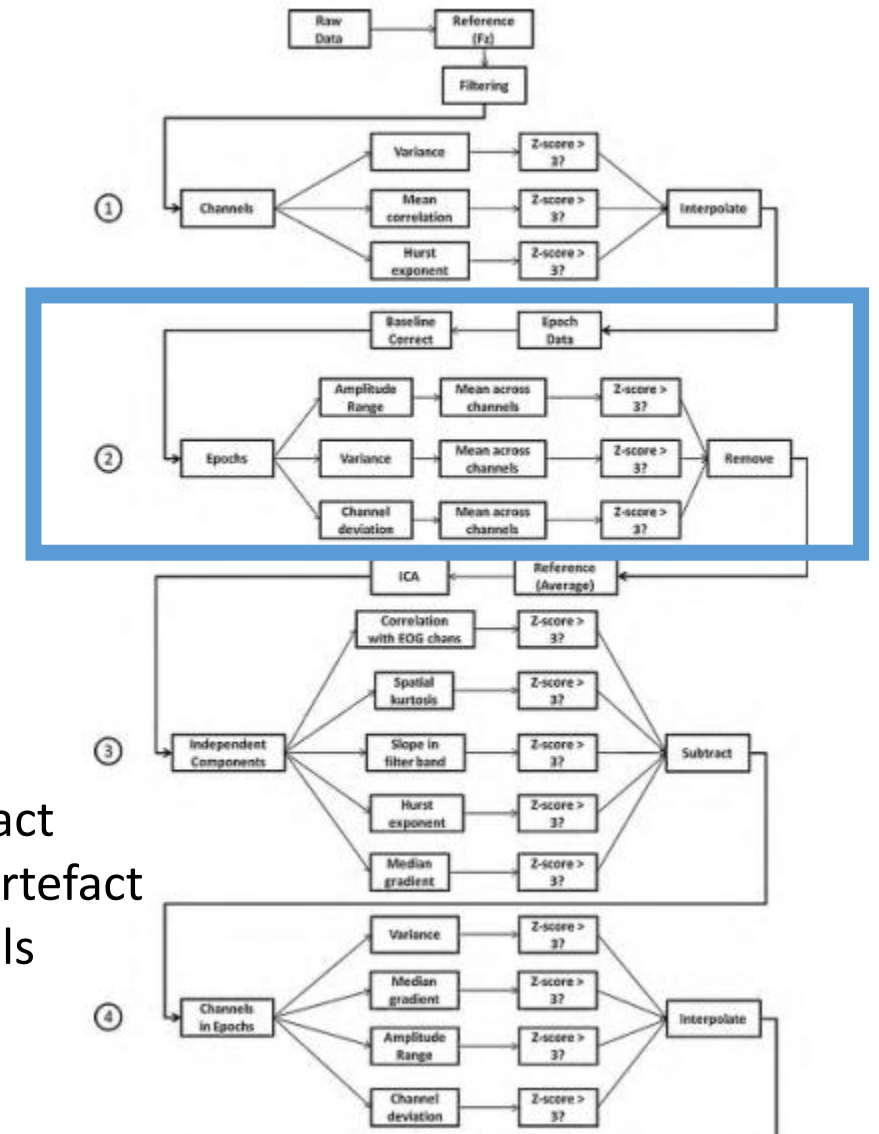 Raw
Data
Reference
(Fz)
Filtering
1
Channels
Variance
Z-score >
3?
Mean
correlation
Z-score >
3?
Hurst
exponent
Z-score >
3?
Interpolate
Baseline
Correct
Epoch
Data
2
Epochs
Amplitude
Range
Mean across
channels
Z-score >
3?
Variance
Mean across
channels
Z-score >
3?
Channel
deviation
Mean across
channels
Z-score >
3?
Remove
ICA
Reference
(Average)
3
Independent
Components
Correlation
with EOG chans
Z-score >
3?
Spatial
kurtosis
Z-score >
3?
Slope in
filter band
Z-score >
3?
Hurst
exponent
Z-score >
3?
Median
gradient
Z-score >
3?
Subtract
act
rtefact
ls
4
Channels
in Epochs
Variance
Z-score >
3?
Median
gradient
Z-score >
3?
Amplitude
Range
Z-score >
3?
Channel
deviation
Z-score >
3?
Interpolate